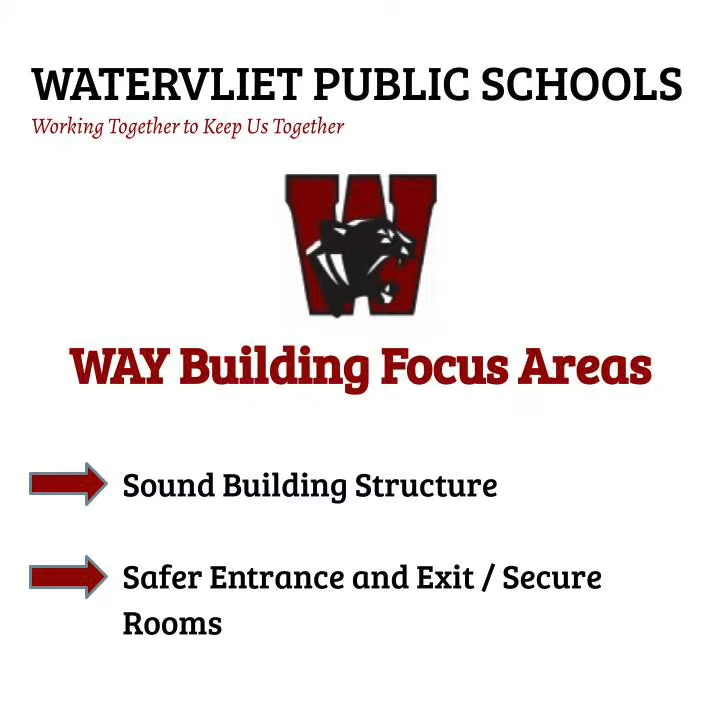 WATERVLIET PUBLIC SCHOOLS
Working Together to Keep Us Together
W
WAY Building Focus Areas
Sound Building Structure
Safer Entrance and Exit / Secure
Rooms